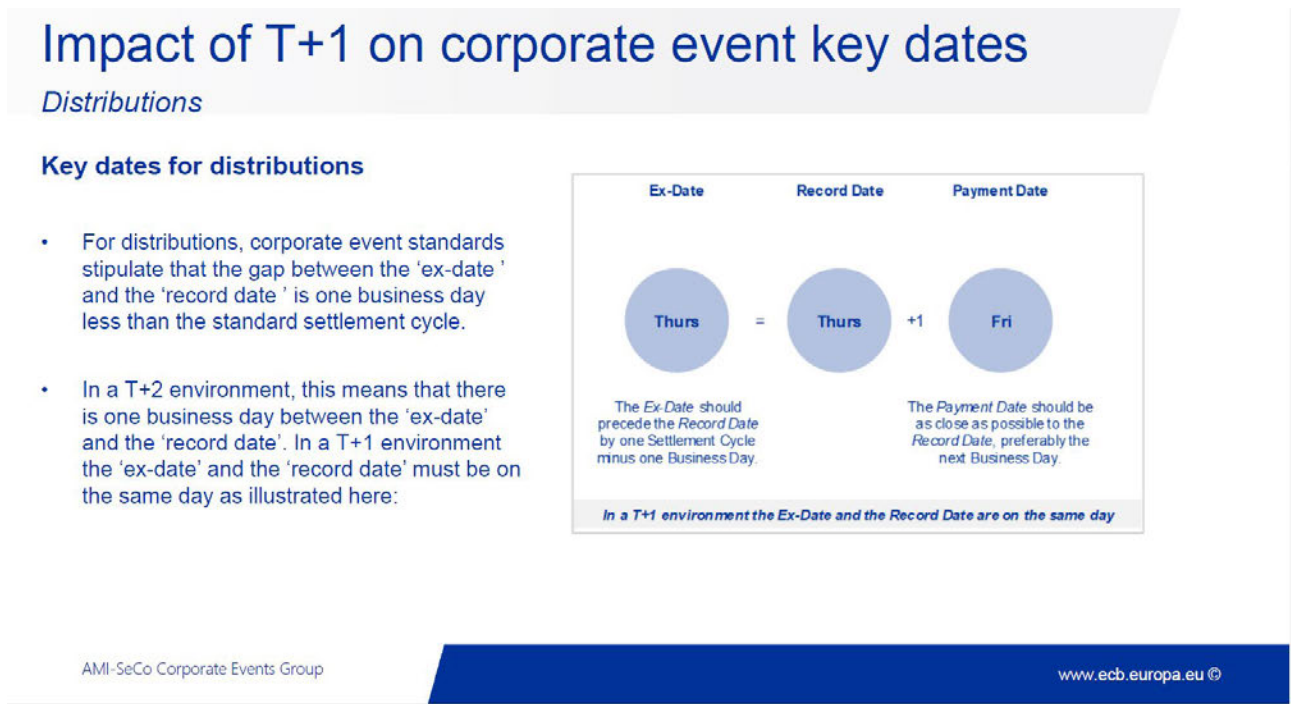 Impact of T+1 on corporate event key dates
Distributions
Key dates for distributions
• For distributions, corporate event standards
stipulate that the gap between the ‘ex-date ’
and the ‘record date ’ is one business day
less than the standard settlement cycle.
• In a T+2 environment, this means that there
is one business day between the ‘ex-date’
and the ‘record date’. In a T+1 environment
the ‘ex-date’ and the ‘record date’ must be on
the same day as illustrated here:
Ex-Date Record Date Payment Date
Thurs = Thurs +1 Fri
The Ex-Date should
precede the Record Date
by one Settlement Cycle
minus one Business Day.
The Payment Date should be
as close as possible to the
Record Date, preferably the
next Business Day.
In a T+1 environment the Ex-Date and the Record Date are on the same day
AMI-SeCo Corporate Events Group
www.ecb.europa.eu ©